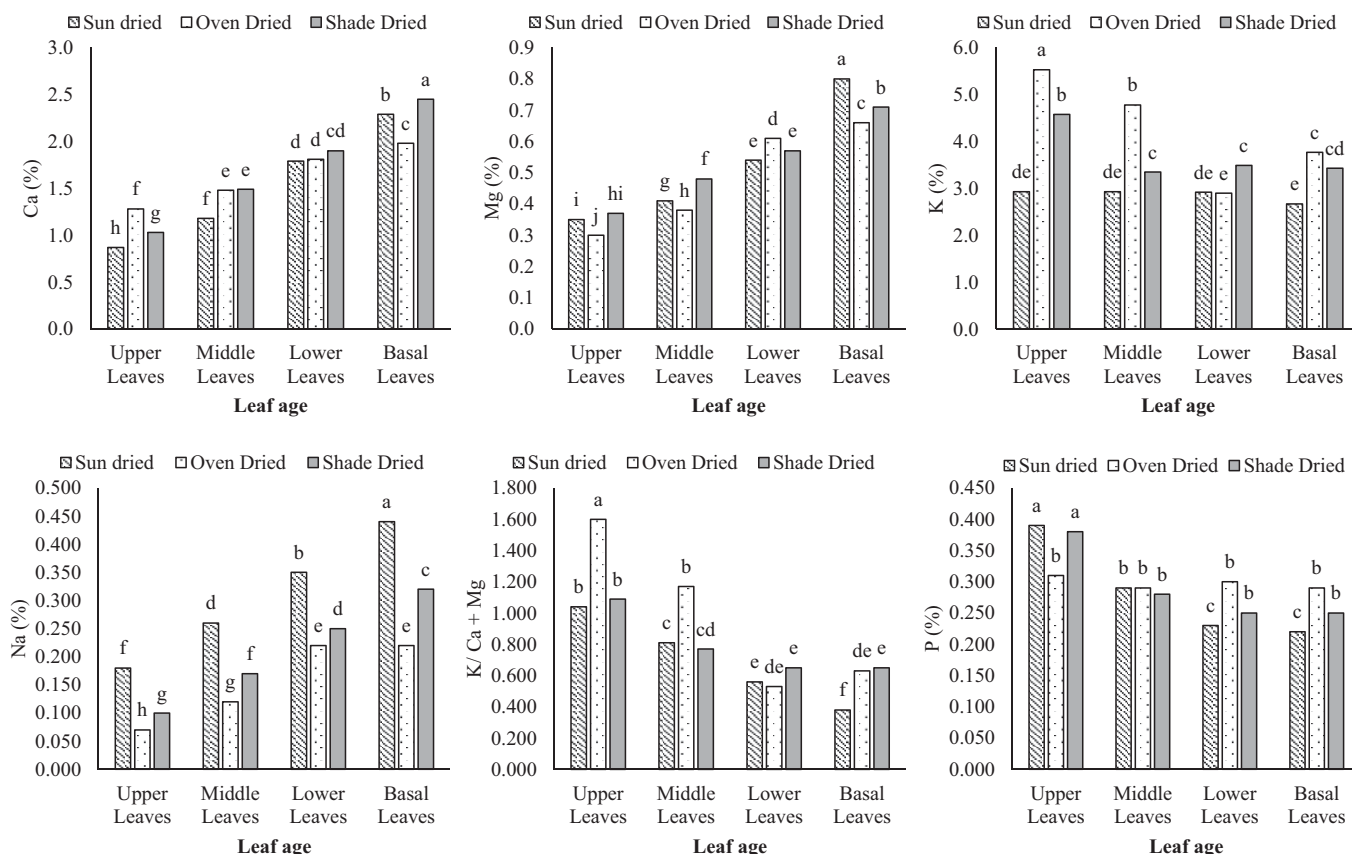 Sun dried Oven Dried Shade Dried
3.0
2.5
2.0
1.5
1.0
0.5
0.0
Ca (%)
h f g
f e e
d d cd
b c a
Upper Leaves
Middle Leaves
Lower Leaves
Basal Leaves
Leaf age
Sun dried Oven Dried Shade Dried
0.9
0.8
0.7
0.6
0.5
0.4
0.3
0.2
0.1
0.0
Mg (%)
i j hi
g h f
e d e
a c b
Upper Leaves
Middle Leaves
Lower Leaves
Basal Leaves
Leaf age
Sun dried Oven Dried Shade Dried
6.0
5.0
4.0
3.0
2.0
1.0
0.0
K (%)
de a b
de b c
de e c
e c cd
Upper Leaves
Middle Leaves
Lower Leaves
Basal Leaves
Leaf age
Sun dried Oven Dried Shade Dried
0.500
0.450
0.400
0.350
0.300
0.250
0.200
0.150
0.100
0.050
0.000
Na (%)
f h g
d g f
b e d
a e c
Upper Leaves
Middle Leaves
Lower Leaves
Basal Leaves
Leaf age
Sun dried Oven Dried Shade Dried
1.800
1.600
1.400
1.200
1.000
0.800
0.600
0.400
0.200
0.000
K/ Ca + Mg
b a b
c b cd
e de e
f de e
Upper Leaves
Middle Leaves
Lower Leaves
Basal Leaves
Leaf age
Sun dried Oven Dried Shade Dried
0.450
0.400
0.350
0.300
0.250
0.200
0.150
0.100
0.050
0.000
P (%)
a b a
b b b
c b b
c b b
Upper Leaves
Middle Leaves
Lower Leaves
Basal Leaves
Leaf age